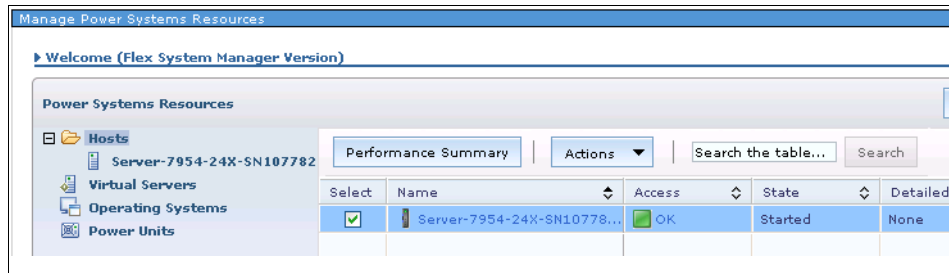 Manage Power Systems Resources
Welcome (Flex System Manager Version)
Power Systems Resources
Hosts
Server-7954-24X-SN107782
Virtual Servers
Operating Systems
Power Units
Performance Summary Actions Search the table... Search
Select Name Access State Detailed
Server-7954-24X-SN10778... OK Started None